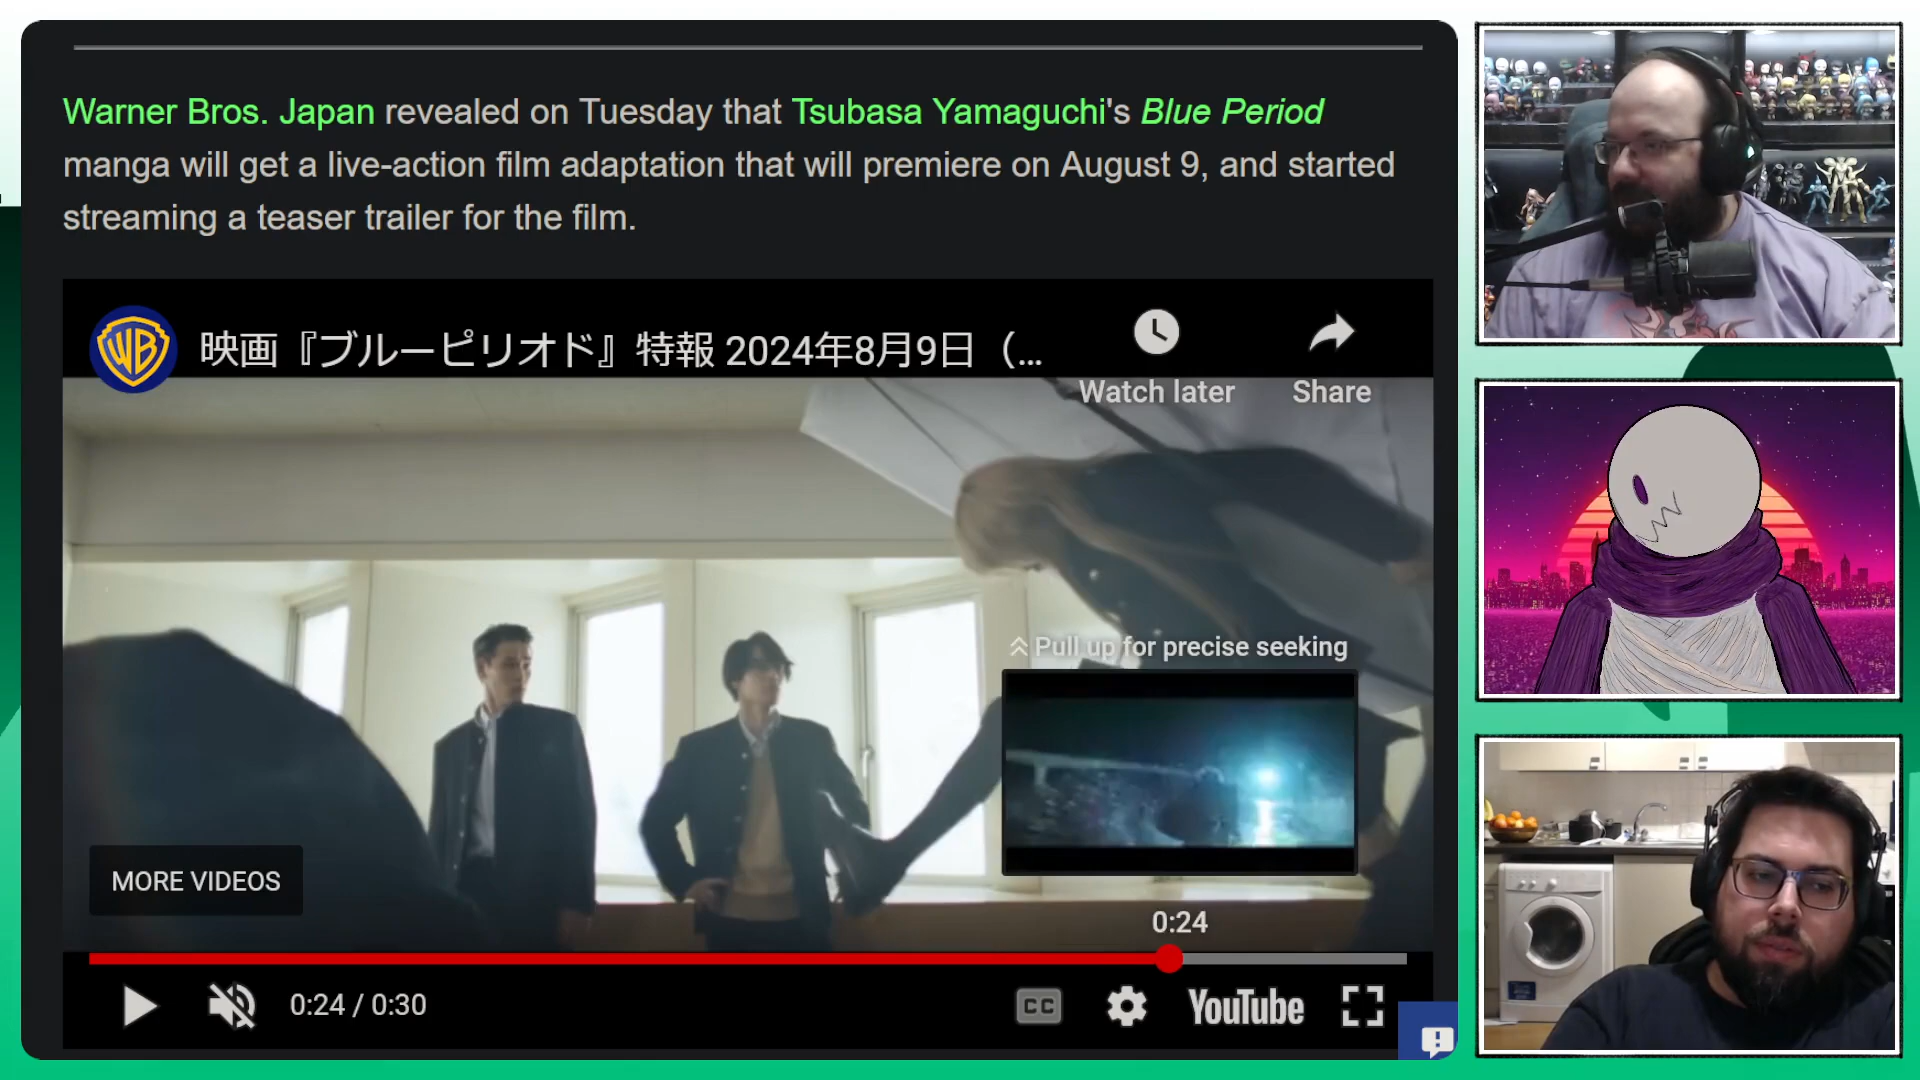 Warner Bros. Japan revealed on Tuesday that Tsubasa Yamaguchi's Blue Period
manga will get a live-action film adaptation that will premiere on August 9, and started
streaming a teaser trailer for the film.
WB
映画『ブルーピリオド』特報 2024年8月9日（...
Watch later
Share
Pull up for precise seeking
MORE VIDEOS
0:24
0:24 / 0:30
CC
YouTube